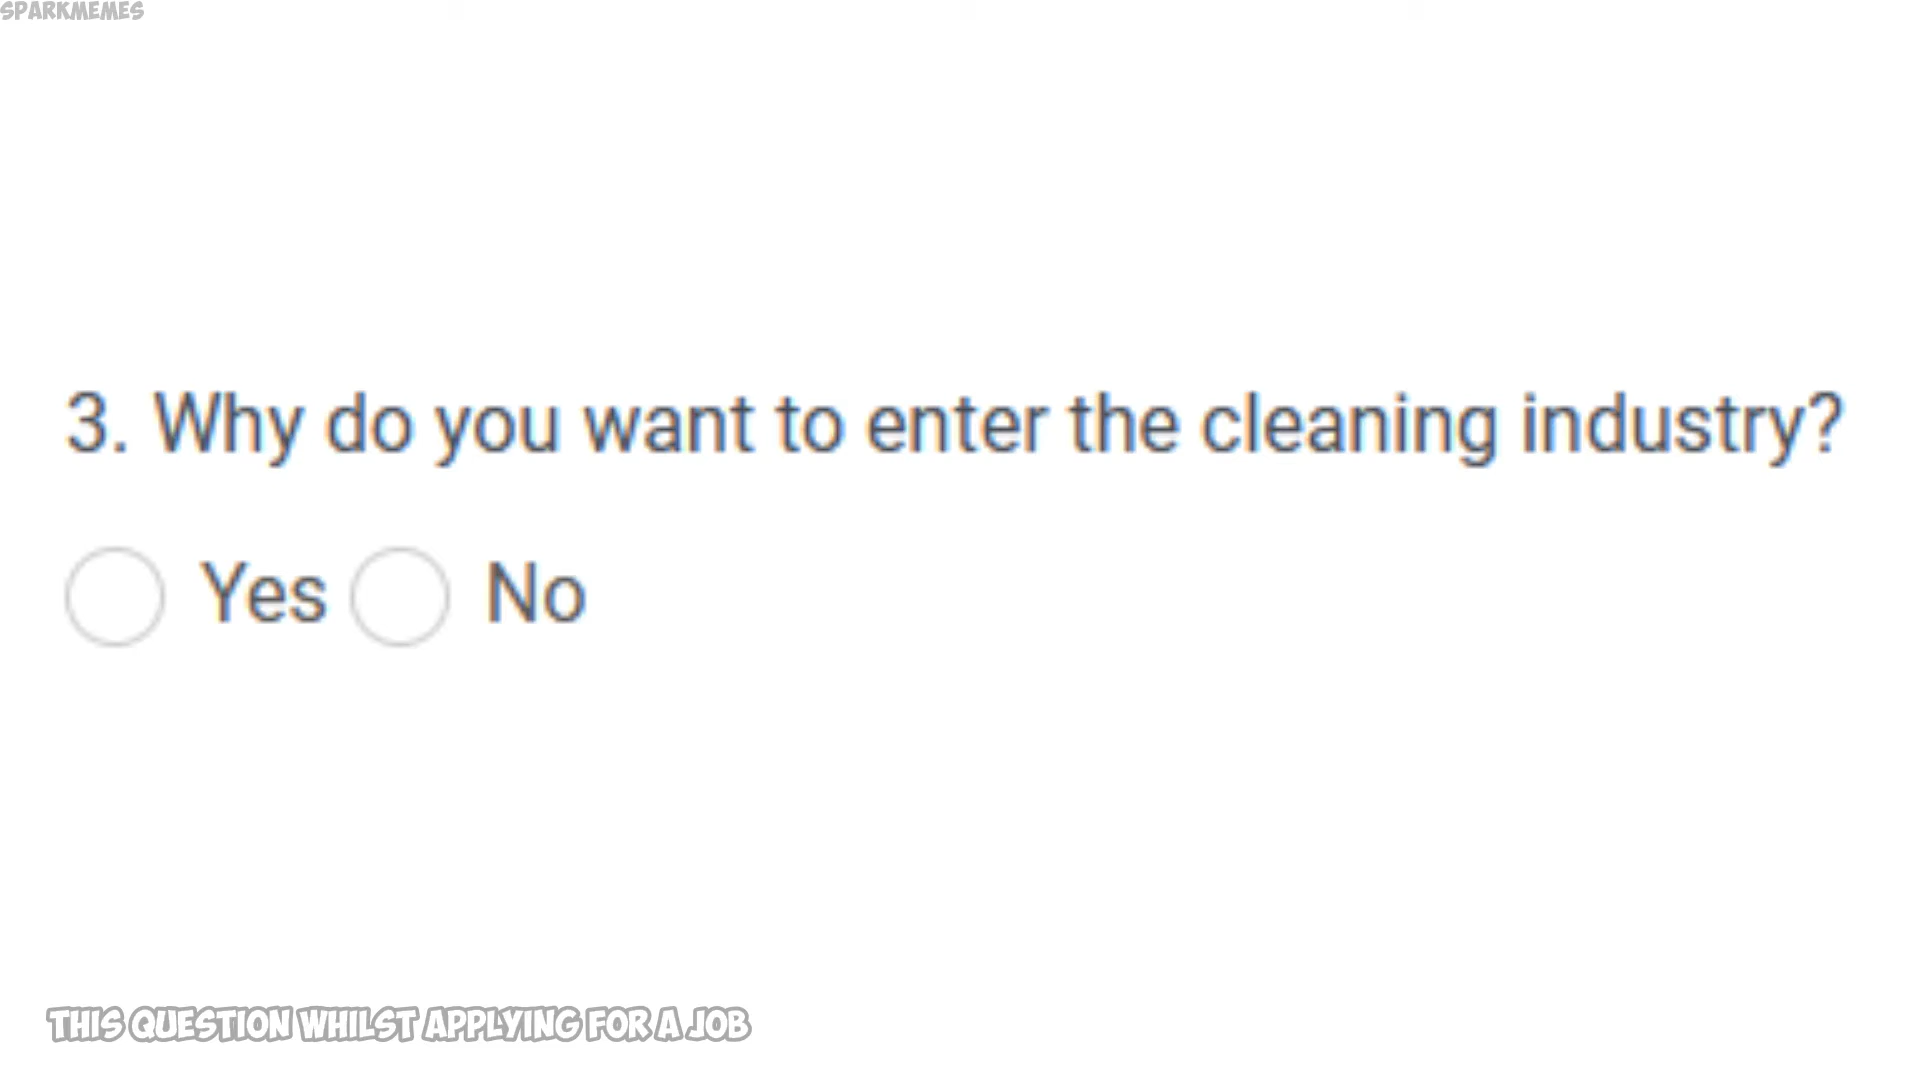 SPARKMEMES
3. Why do you want to enter the cleaning industry?
Yes No
THIS QUESTION WHILST APPLYING FOR A JOB